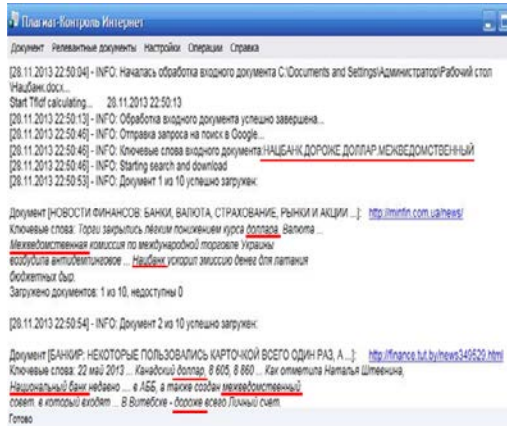 Плагиат-Контроль Интернет
Документ Релевантные документы Настройки Операции Справка
[28.11.2013 22:50:04] - INFO: Началась обработка входного документа C:\Documents and Settings\Администратор\Рабочий стол
\Нацбанк.docx...
Start TfIdf calculating... 28.11.2013 22:50:13
[28.11.2013 22:50:13] - INFO: Обработка входного документа успешно завершена...
[28.11.2013 22:50:46] - INFO: Отправка запроса на поиск в Google...
[28.11.2013 22:50:46] - INFO: Ключевые слова входного документа:НАЦБАНК.ДОРОЖЕ.ДОЛЛАР.МЕЖВЕДОМСТВЕННЫЙ
[28.11.2013 22:50:46] - INFO: Starting search and download
[28.11.2013 22:50:53] - INFO: Документ 1 из 10 успешно загружен:
Документ [НОВОСТИ ФИНАНСОВ: БАНКИ, ВАЛЮТА, СТРАХОВАНИЕ, РЫНКИ И АКЦИИ ...]: http://minfin.com.ua/news/
Ключевые слова: Торги закрылись лёгким понижением курса доллара. Валюта ...
Межведомственная комиссия по международной торговле Украины
возбудила антидемпинговое ... Нацбанк ускорил эмиссию денег для латания
бюджетных дыр.
Загружено документов: 1 из 10, недоступны 0
[28.11.2013 22:50:54] - INFO: Документ 2 из 10 успешно загружен:
Документ [БАНКИР: НЕКОТОРЫЕ ПОЛЬЗОВАЛИСЬ КАРТОЧКОЙ ВСЕГО ОДИН РАЗ, А ...]: http://finance.tut.by/news349529.html
Ключевые слова: 22 май 2013 ... Канадский доллар, 8 605, 8 860 ... Как отметила Наталья Штеенина,
Национальный банк недавно ... в АББ, а также создан межведомственный
совет, в который входят ... В Витебске - дороже всего Личный счет.
Готово